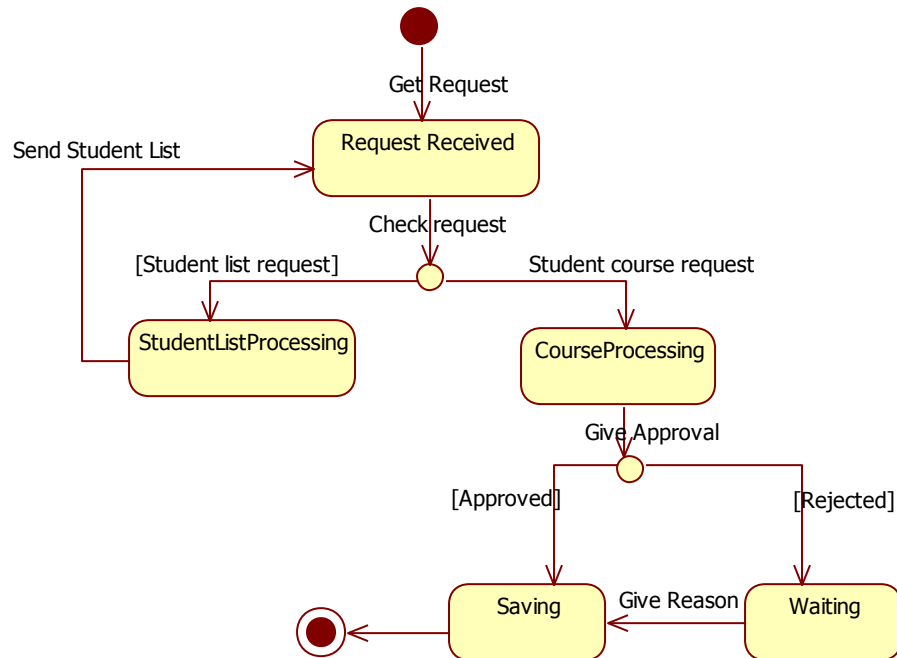 Get Request
Request Received
Send Student List
Check request
[Student list request]
Student course request
StudentListProcessing
CourseProcessing
Give Approval
[Approved]
[Rejected]
Saving
Give Reason
Waiting